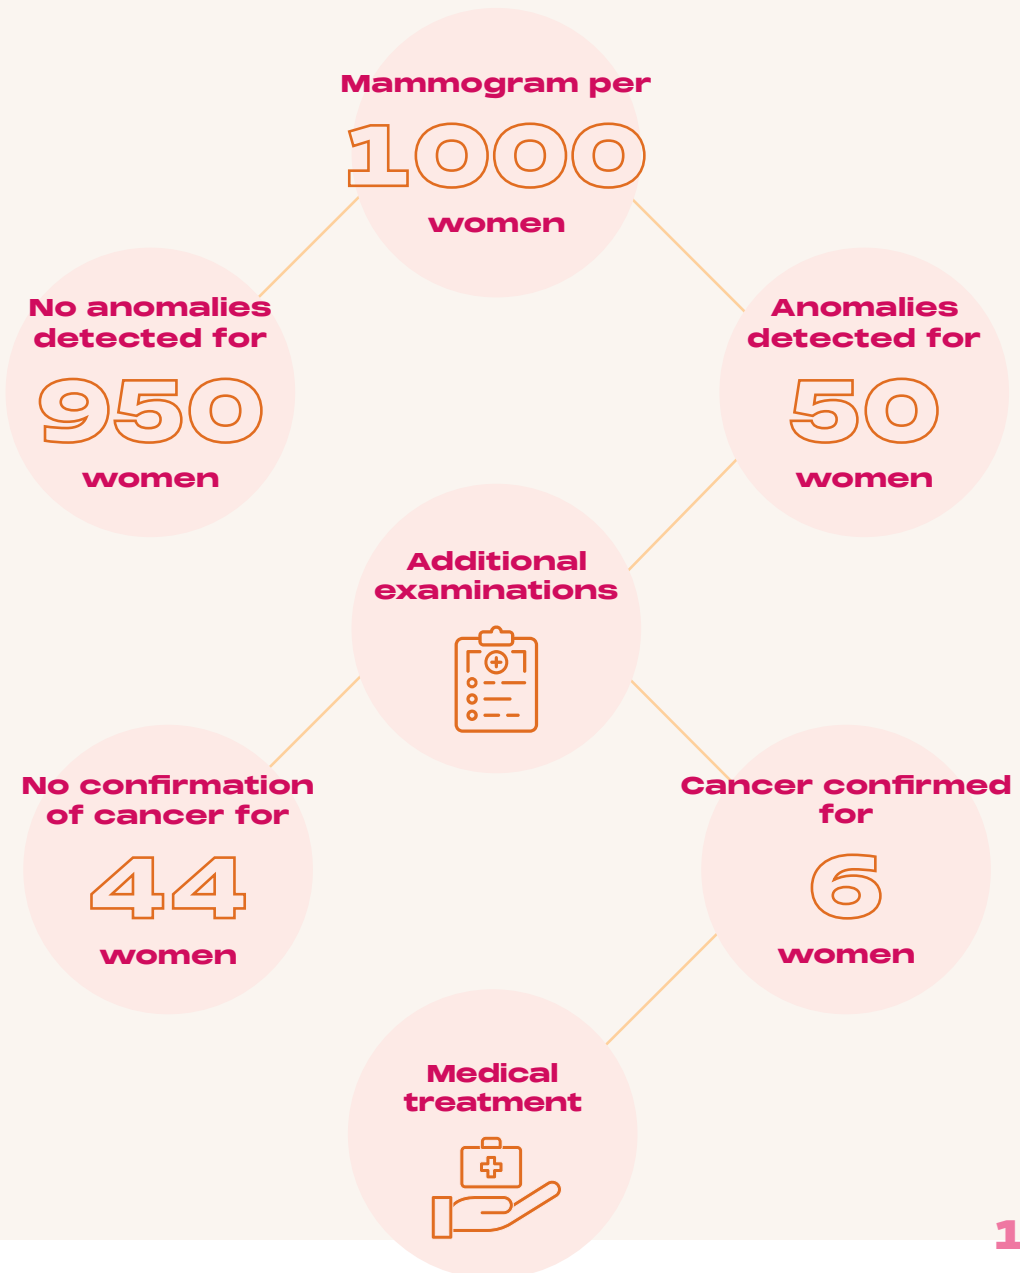 Mammogram per
1000
women
No anomalies
detected for
950
women
Anomalies
detected for
50
women
Additional
examinations
No confirmation
of cancer for
44
women
Cancer confirmed
for
6
women
Medical
treatment
1